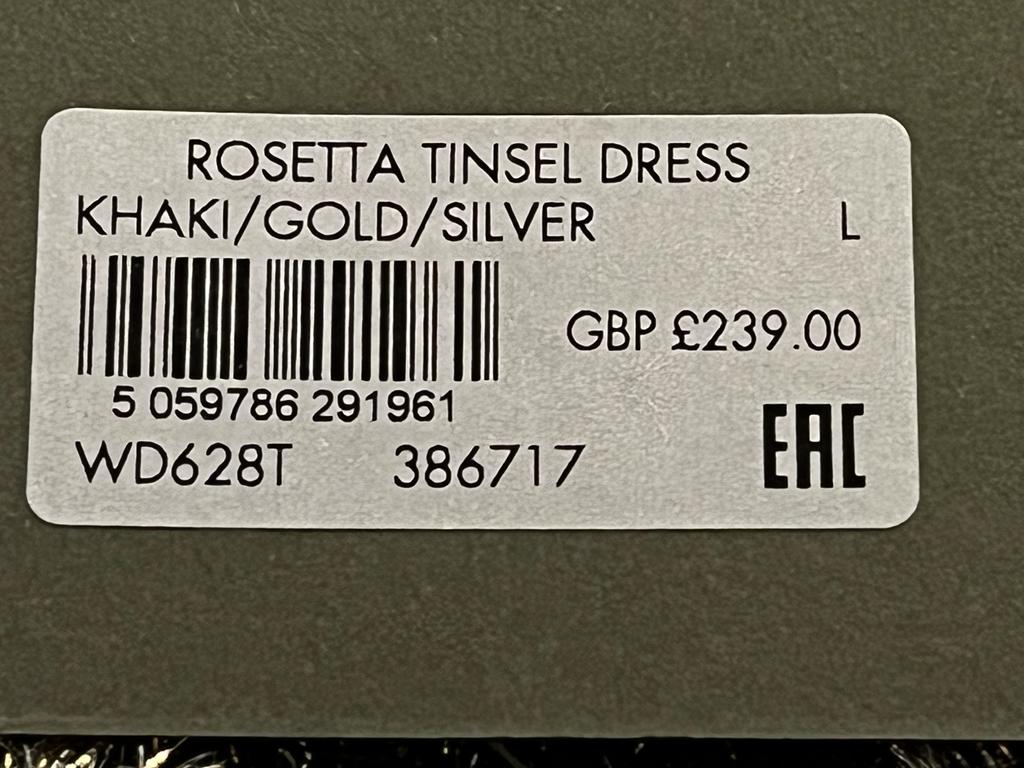 ROSETTA TINSEL DRESS
KHAKI/GOLD/SILVER L
GBP £239.00
5 059786 291961
WD628T 386717
EAC